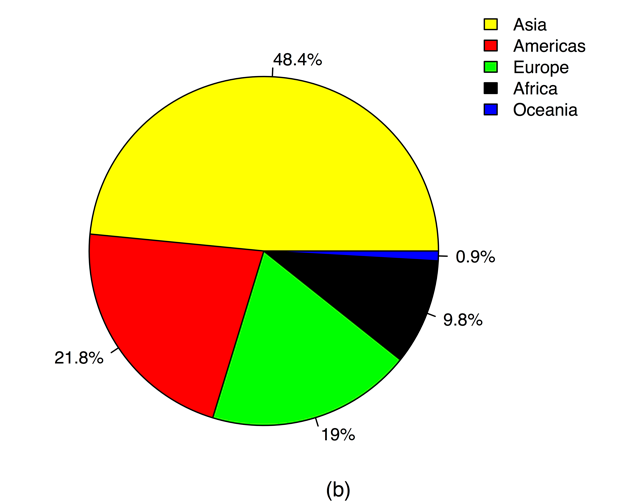 Asia
Americas
Europe
Africa
Oceania
48.4%
0.9%
9.8%
21.8%
19%
(b)